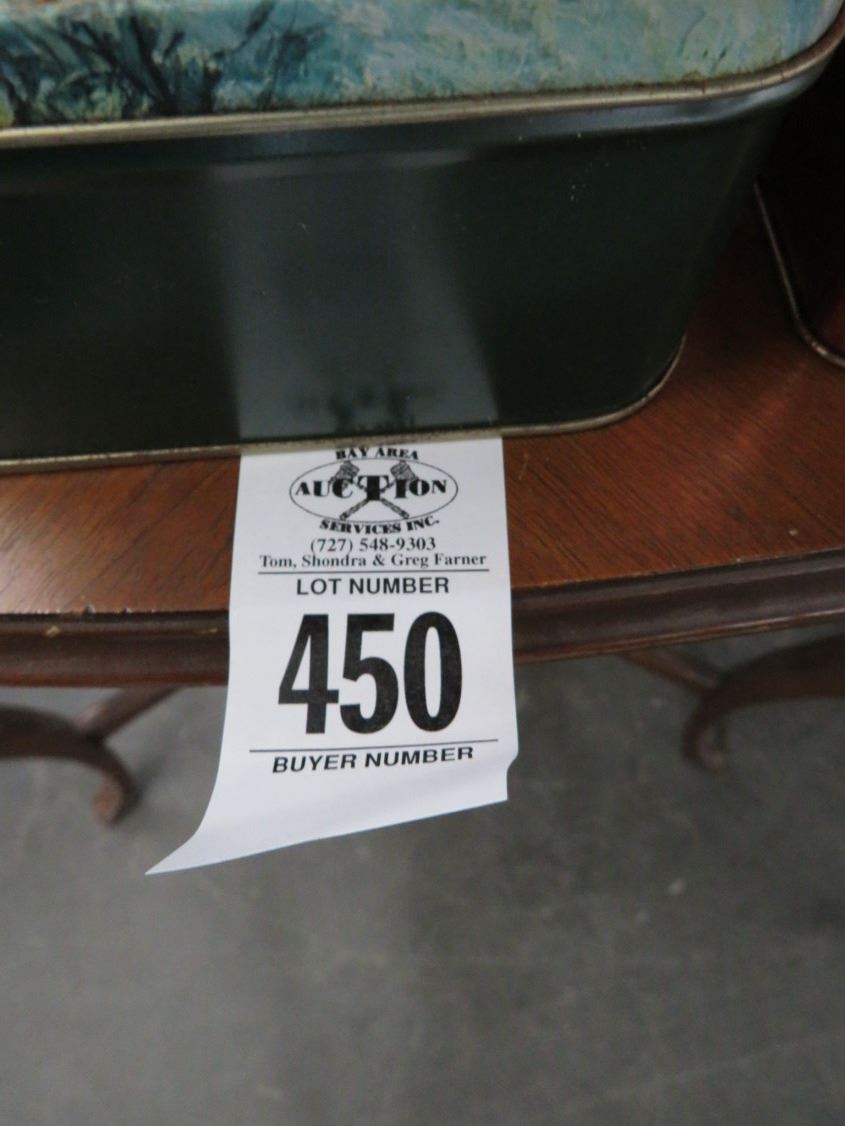 BAY AREA
AUCTION
SERVICES INC.
(727) 548-9303
Tom, Shondra & Greg Farner
LOT NUMBER
450
BUYER NUMBER